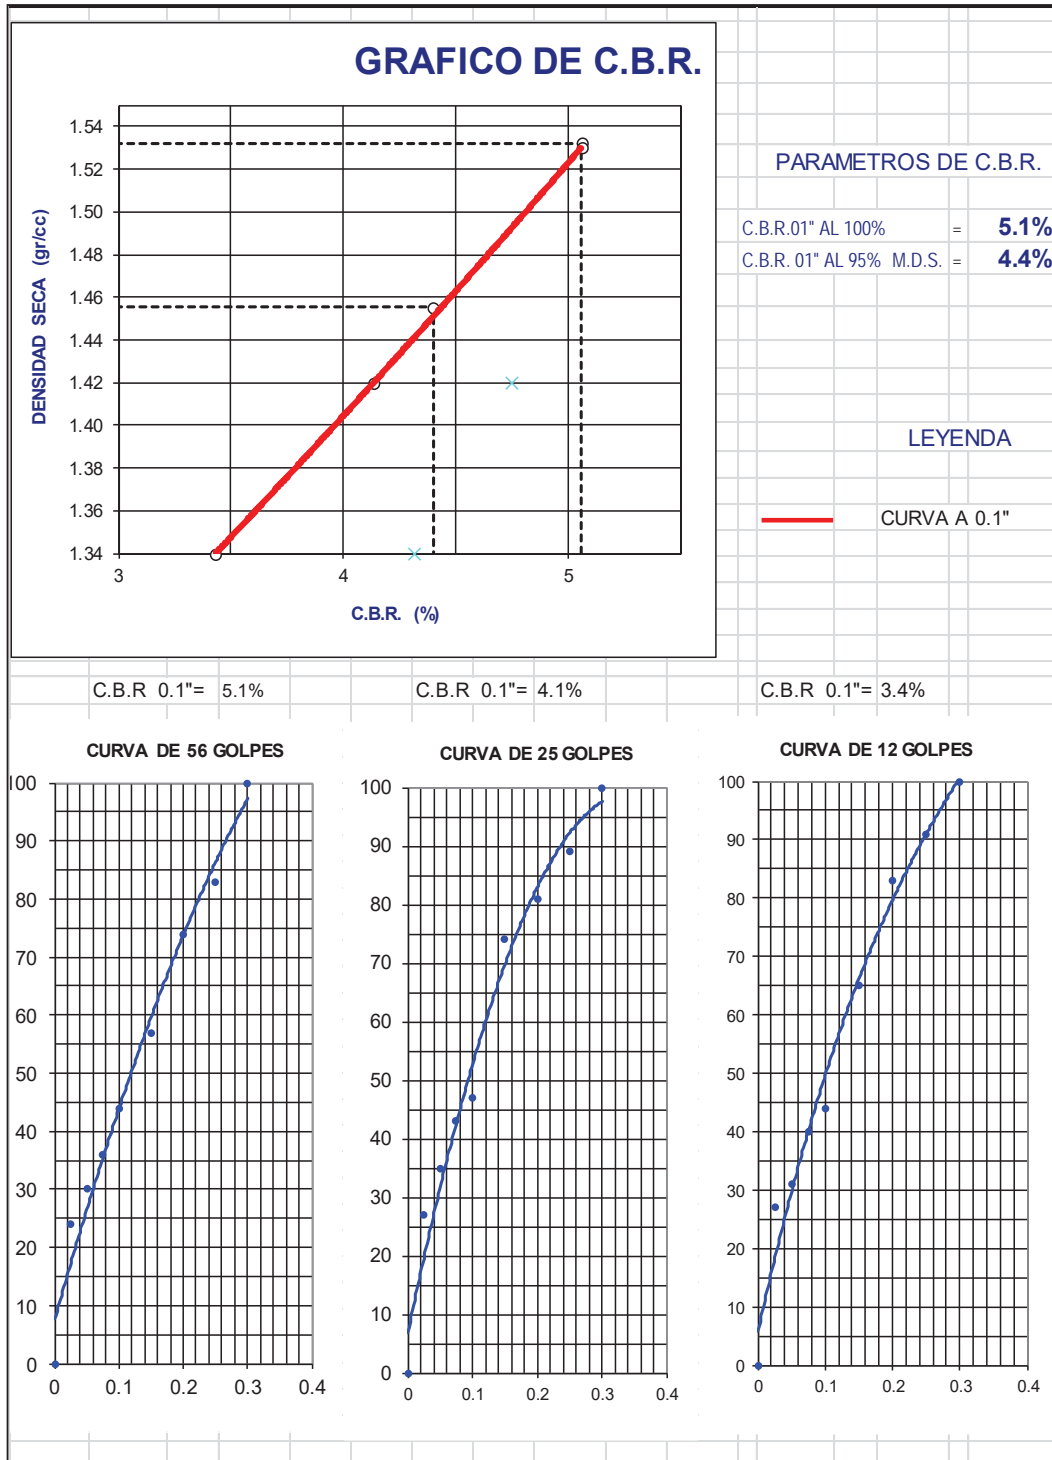 GRAFICO DE C.B.R.
DENSIDAD SECA (gr/cc)
1.54
1.52
1.50
1.48
1.46
1.44
1.42
1.40
1.38
1.36
1.34
3 4 5
C.B.R. (%)
PARAMETROS DE C.B.R.
C.B.R.01" AL 100% = 5.1%
C.B.R. 01" AL 95% M.D.S. = 4.4%
LEYENDA
CURVA A 0.1"
C.B.R 0.1"= 5.1%
C.B.R 0.1"= 4.1%
C.B.R 0.1"= 3.4%
CURVA DE 56 GOLPES
100
90
80
70
60
50
40
30
20
10
0
0 0.1 0.2 0.3 0.4
CURVA DE 25 GOLPES
100
90
80
70
60
50
40
30
20
10
0
0 0.1 0.2 0.3 0.4
CURVA DE 12 GOLPES
100
90
80
70
60
50
40
30
20
10
0
0 0.1 0.2 0.3 0.4